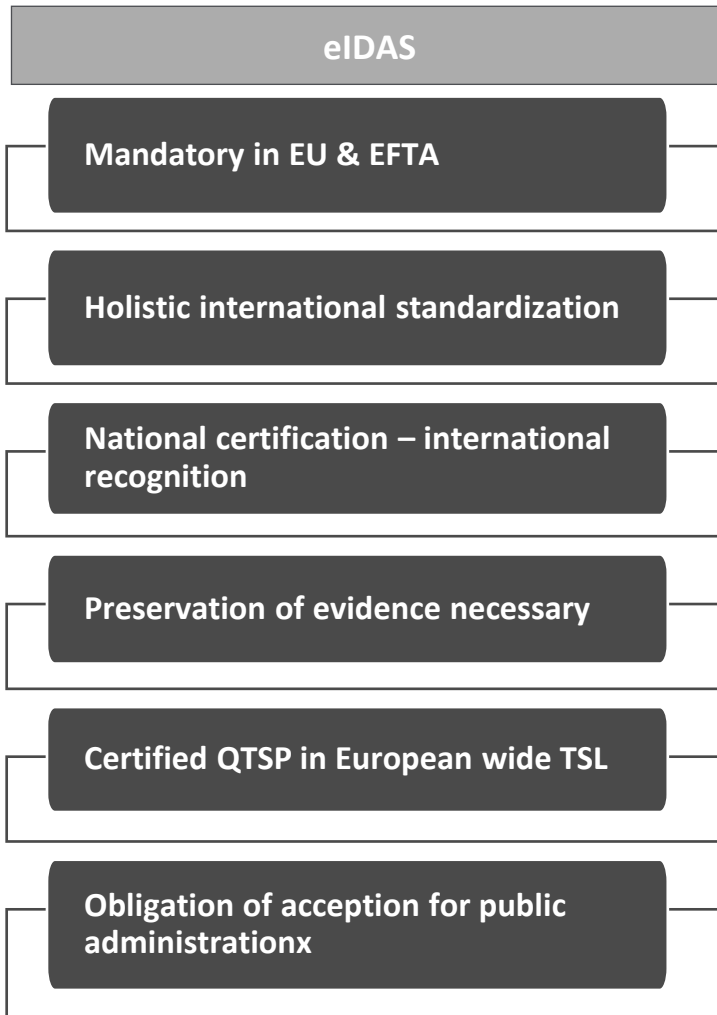 eIDAS
Mandatory in EU & EFTA
Holistic international standardization
National certification – international
recognition
Preservation of evidence necessary
Certified QTSP in European wide TSL
Obligation of acception for public
administrationx